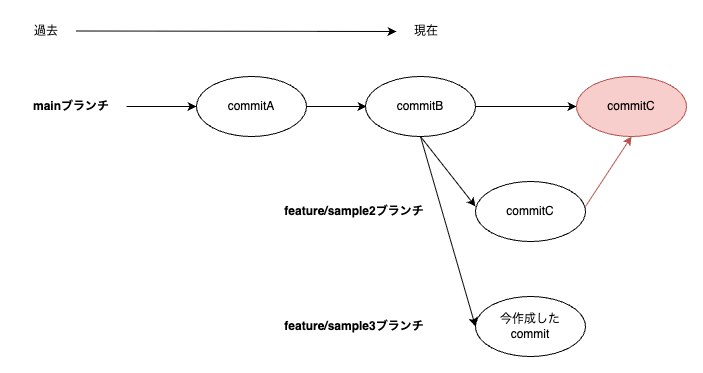 過去
現在
mainブランチ
commitA
commitB
commitC
feature/sample2ブランチ
commitC
feature/sample3ブランチ
今作成した
commit